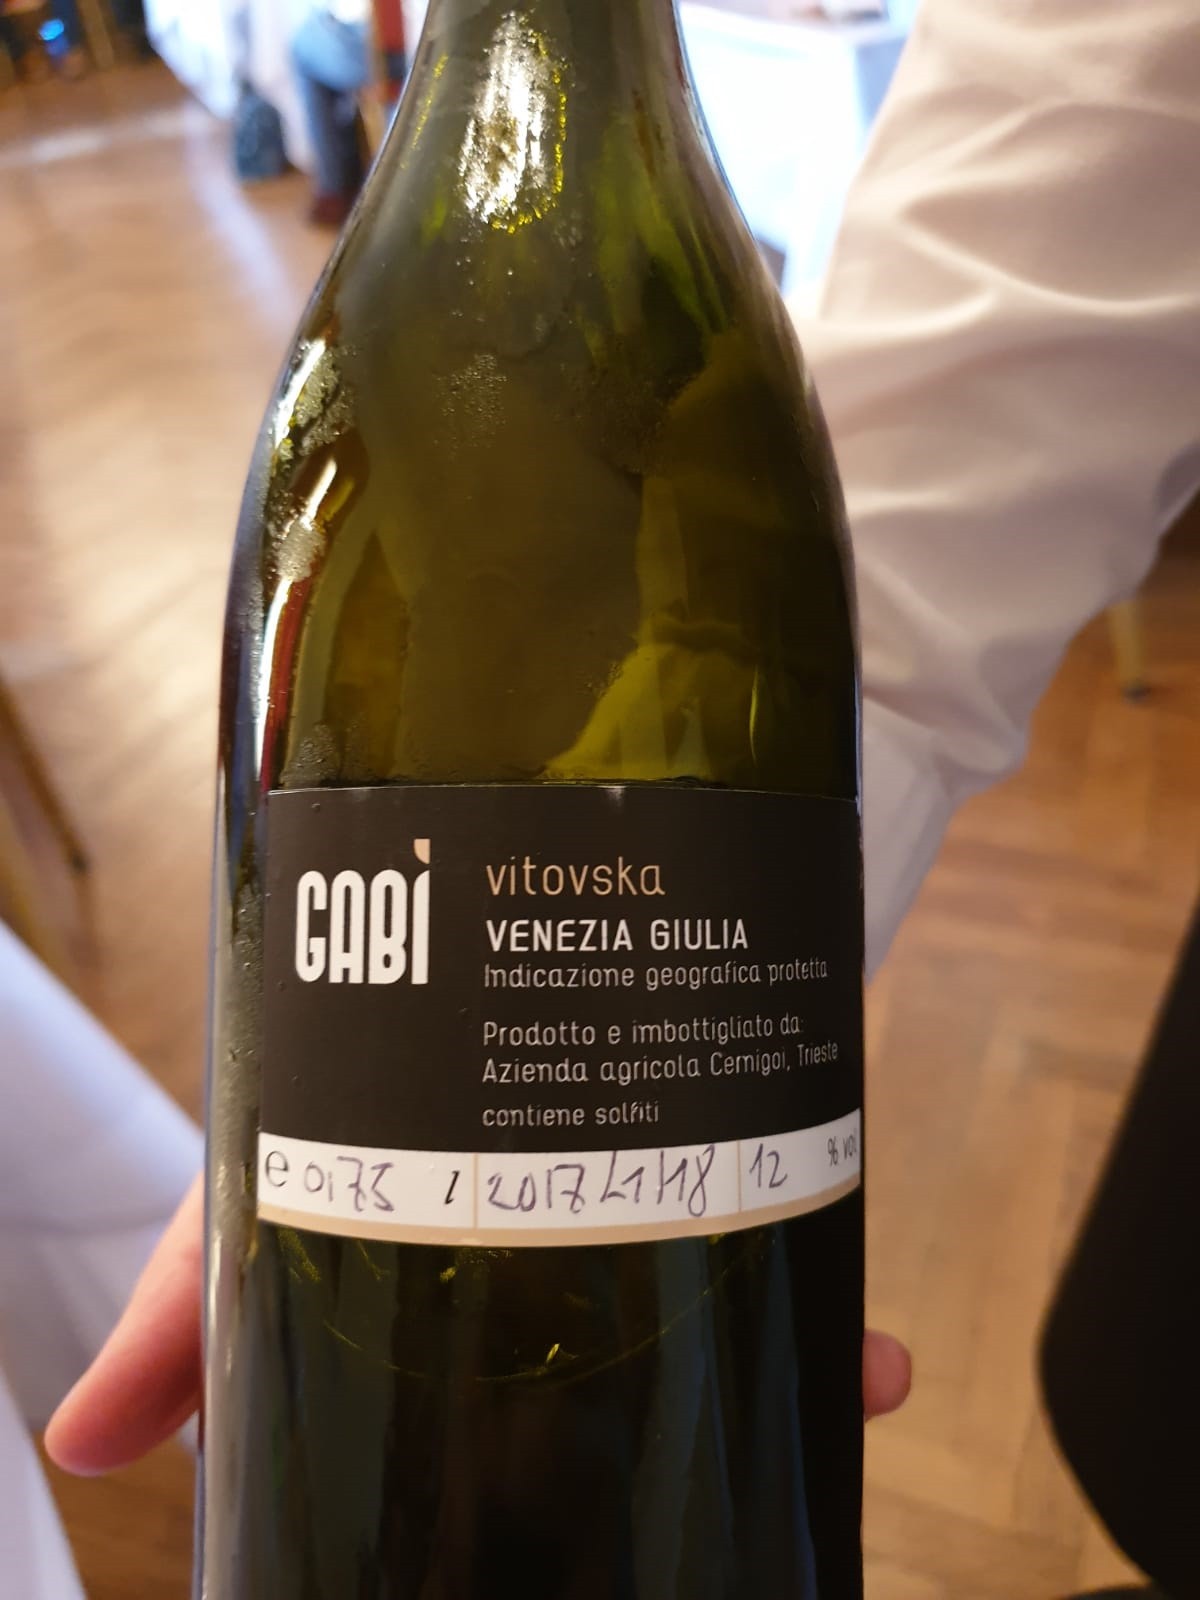 GABÌ
vitovska
VENEZIA GIULIA
Indicazione geografica protetta
Prodotto e imbottigliato da:
Azienda agricola Cernigoi, Trieste
contiene solfiti
e 0,75 l 2017/L1/18 12 % vol